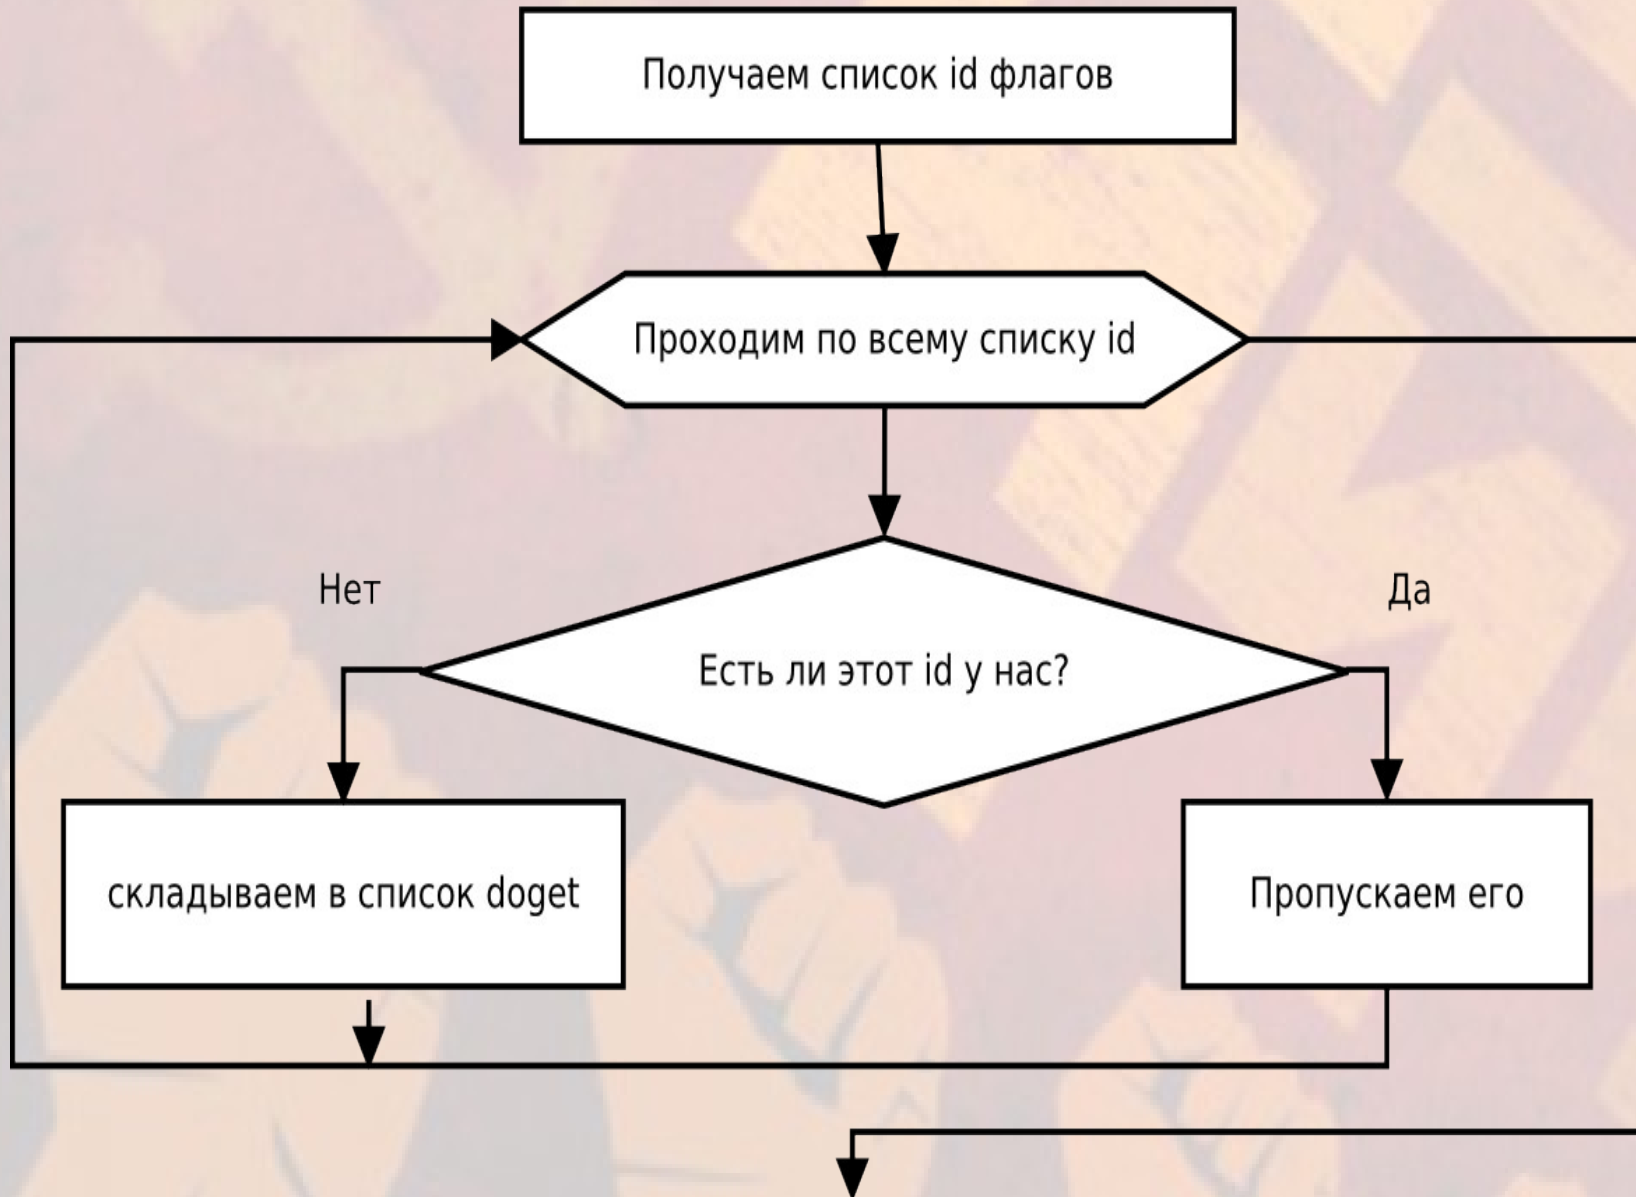 Получаем список id флагов
Проходим по всему списку id
Нет
Да
Есть ли этот id у нас?
складываем в список doget
Пропускаем его